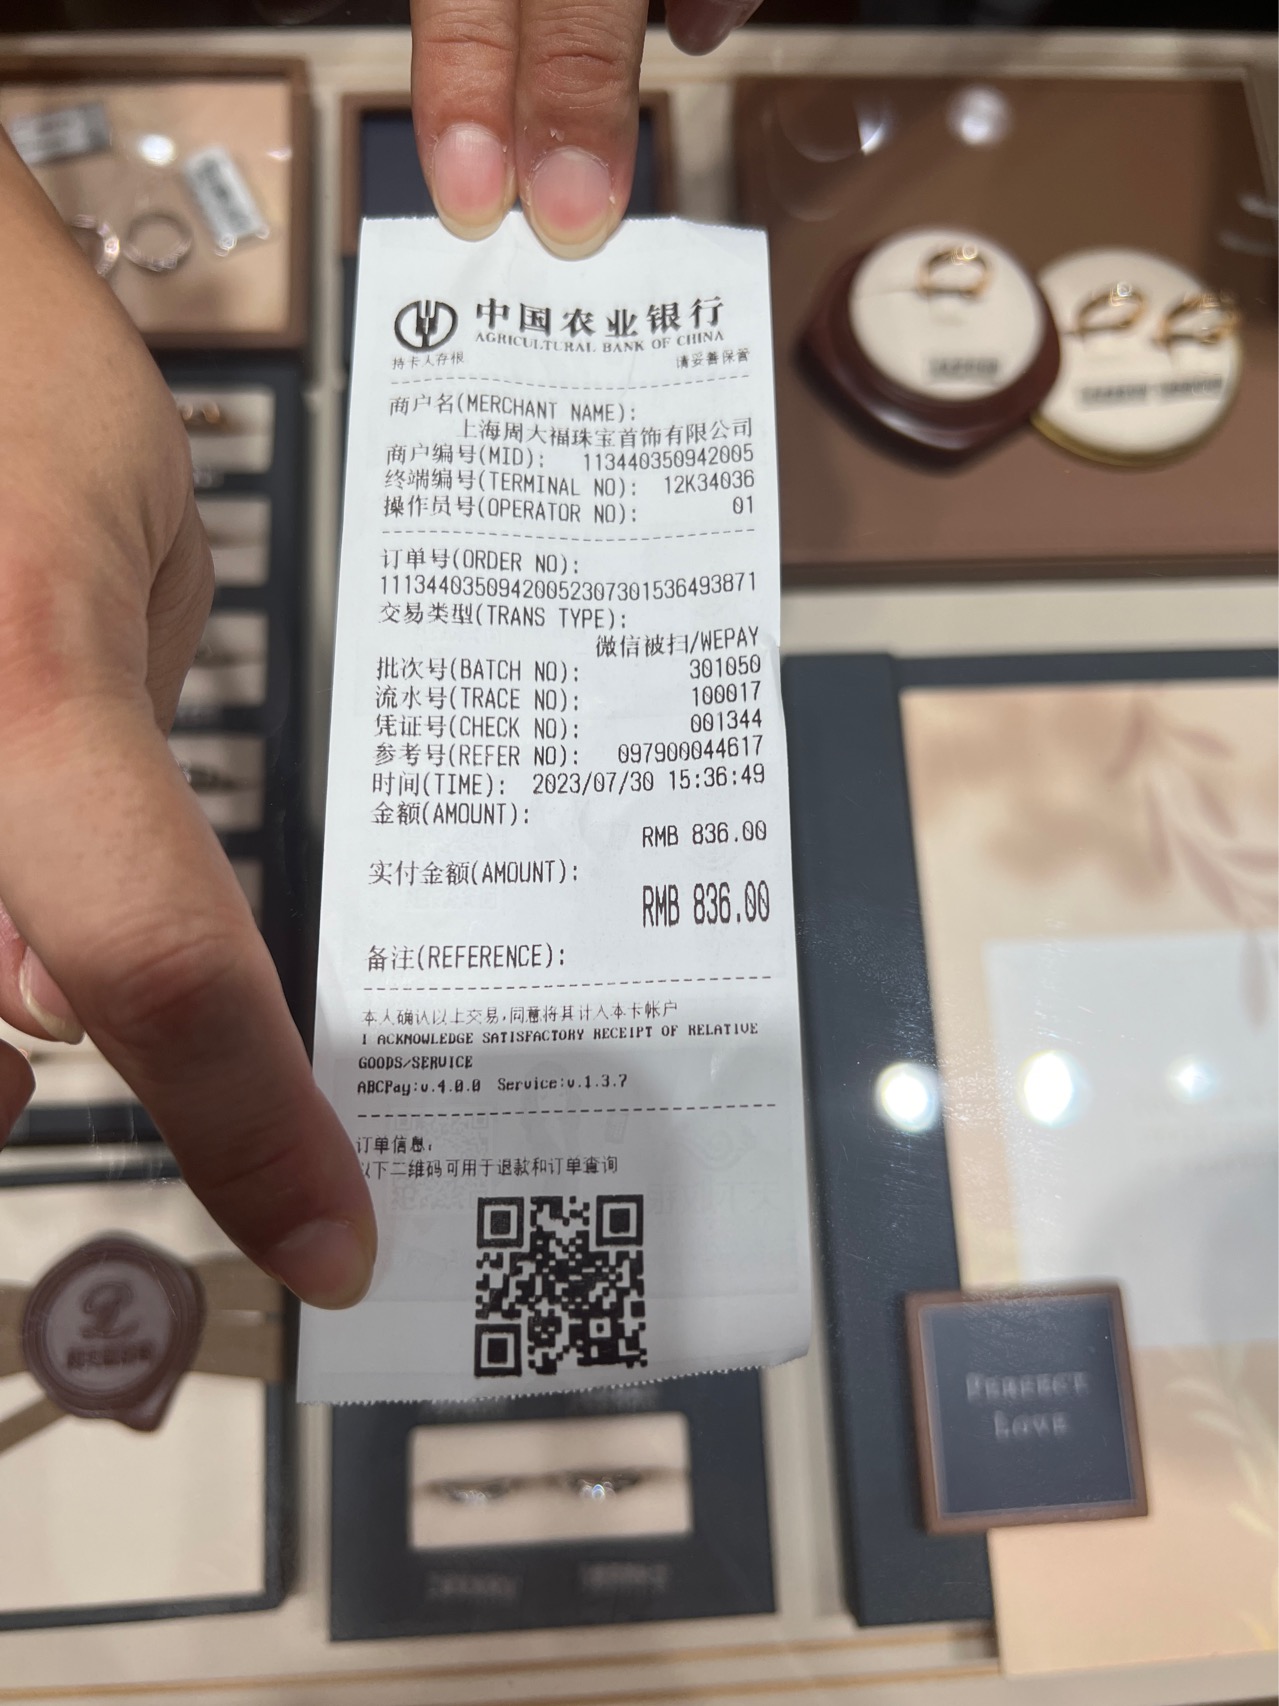 中国农业银行
AGRICULTURAL BANK OF CHINA
持卡人存根 请妥善保管
商户名(MERCHANT NAME):
上海周大福珠宝首饰有限公司
商户编号(MID): 113440350942005
终端编号(TERMINAL NO): 12K34036
操作员号(OPERATOR NO): 01
订单号(ORDER NO):
11134403509420052307301536493871
交易类型(TRANS TYPE):
微信被扫/WEPAY
批次号(BATCH NO): 301050
流水号(TRACE NO): 100017
凭证号(CHECK NO): 001344
参考号(REFER NO): 097900044617
时间(TIME): 2023/07/30 15:36:49
金额(AMOUNT):
RMB 836.00
实付金额(AMOUNT):
RMB 836.00
备注(REFERENCE):
本人确认以上交易,同意将其计入本卡帐户
I ACKNOWLEDGE SATISFACTORY RECEIPT OF RELATIVE
GOODS/SERVICE
ABCPay:v.4.0.0 Service:v.1.3.7
订单信息:
以下二维码可用于退款和订单查询
PERFECT
LOVE